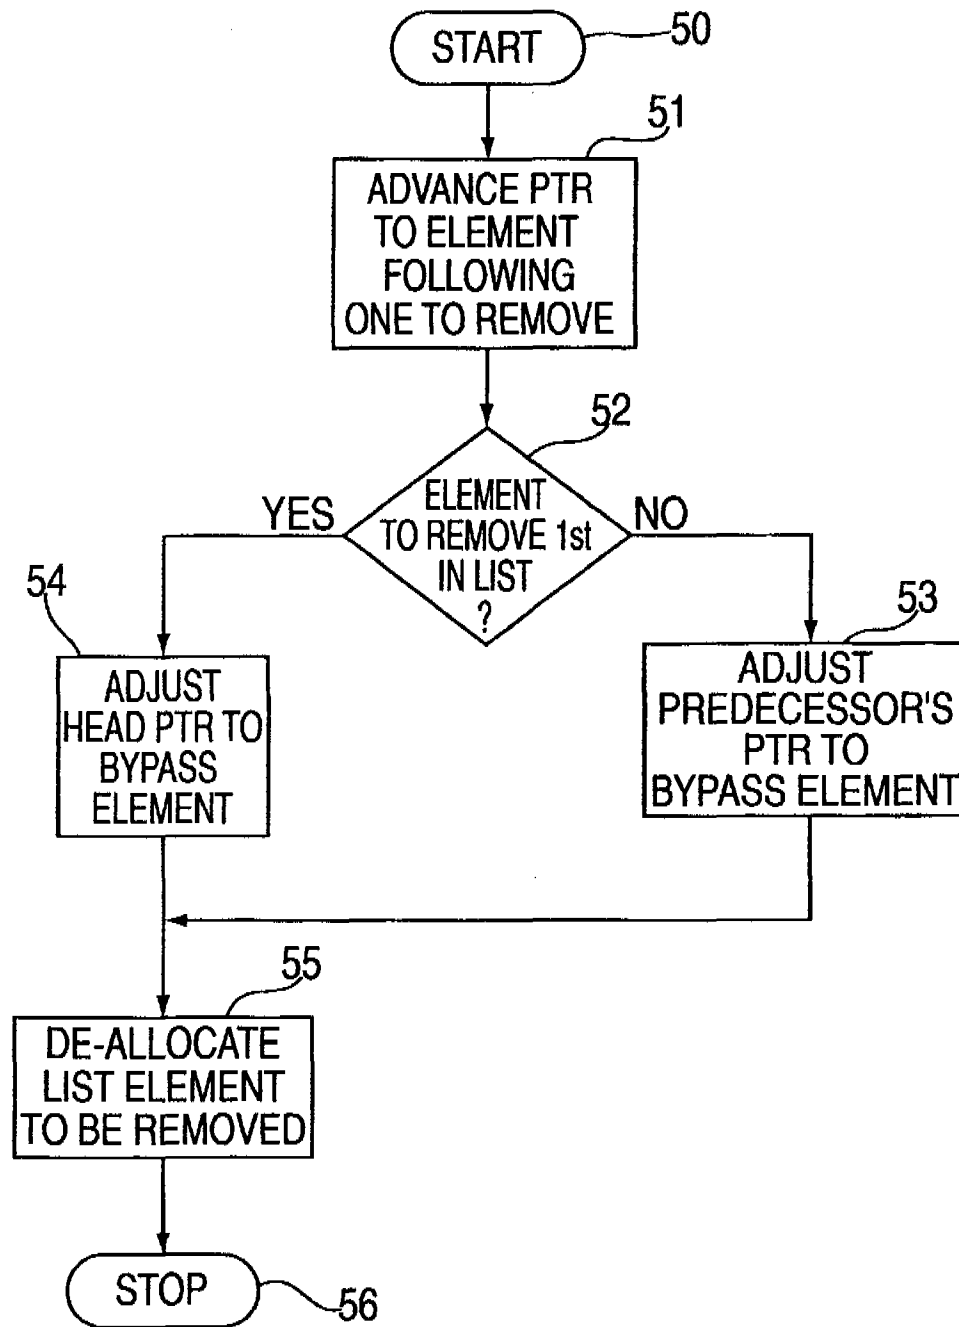 START
50
51
ADVANCE PTR
TO ELEMENT
FOLLOWING
ONE TO REMOVE
52
ELEMENT
TO REMOVE 1st
IN LIST
?
YES
NO
54
ADJUST
HEAD PTR TO
BYPASS
ELEMENT
53
ADJUST
PREDECESSOR'S
PTR TO
BYPASS ELEMENT
55
DE-ALLOCATE
LIST ELEMENT
TO BE REMOVED
STOP
56